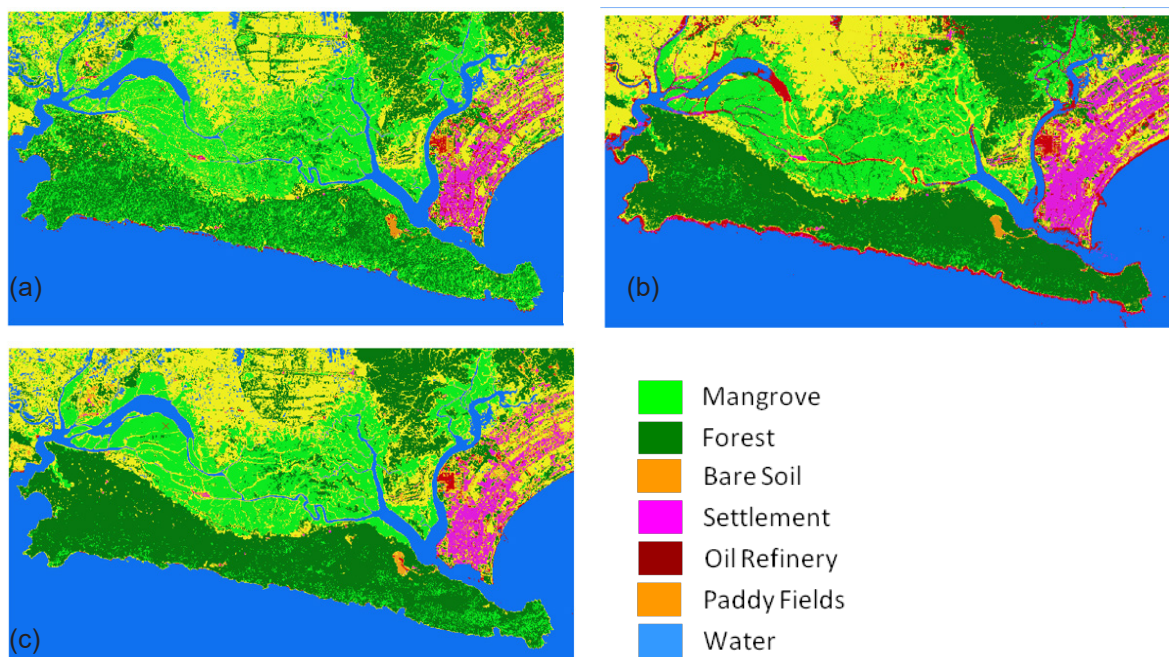 (a)
(b)
(c)
Mangrove
Forest
Bare Soil
Settlement
Oil Refinery
Paddy Fields
Water